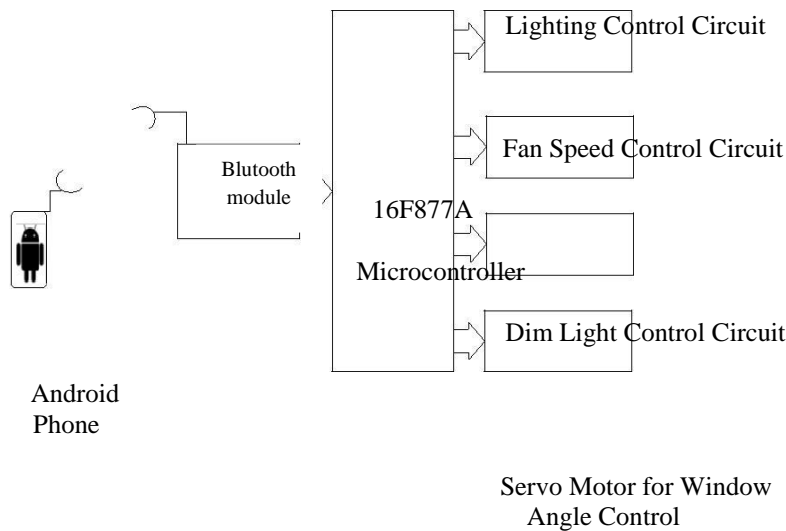 Lighting Control Circuit
Blutooth
module
Fan Speed Control Circuit
16F877A
Microcontroller
Dim Light Control Circuit
Android
Phone
Servo Motor for Window
Angle Control